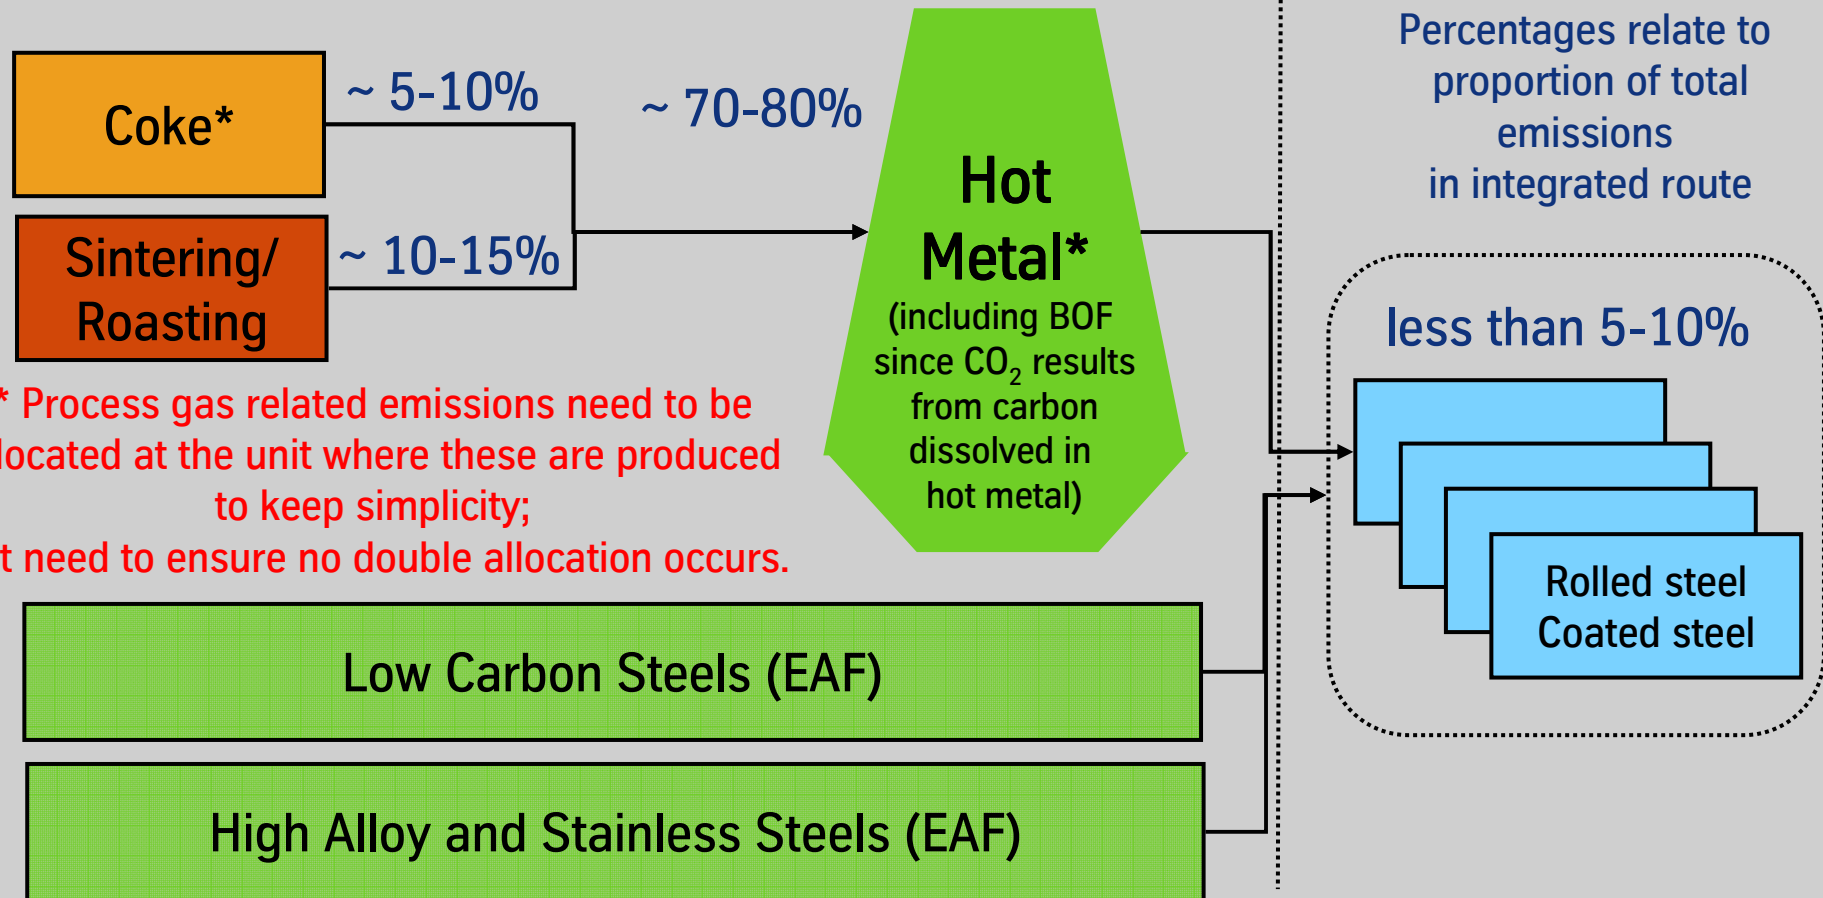 Coke*
~ 5-10%
~ 70-80%
Sintering/
Roasting
~ 10-15%
Hot
Metal*
(including BOF
since CO₂ results
from carbon
dissolved in
hot metal)
Percentages relate to
proportion of total
emissions
in integrated route
less than 5-10%
Rolled steel
Coated steel
* Process gas related emissions need to be
located at the unit where these are produced
to keep simplicity;
t need to ensure no double allocation occurs.
Low Carbon Steels (EAF)
High Alloy and Stainless Steels (EAF)